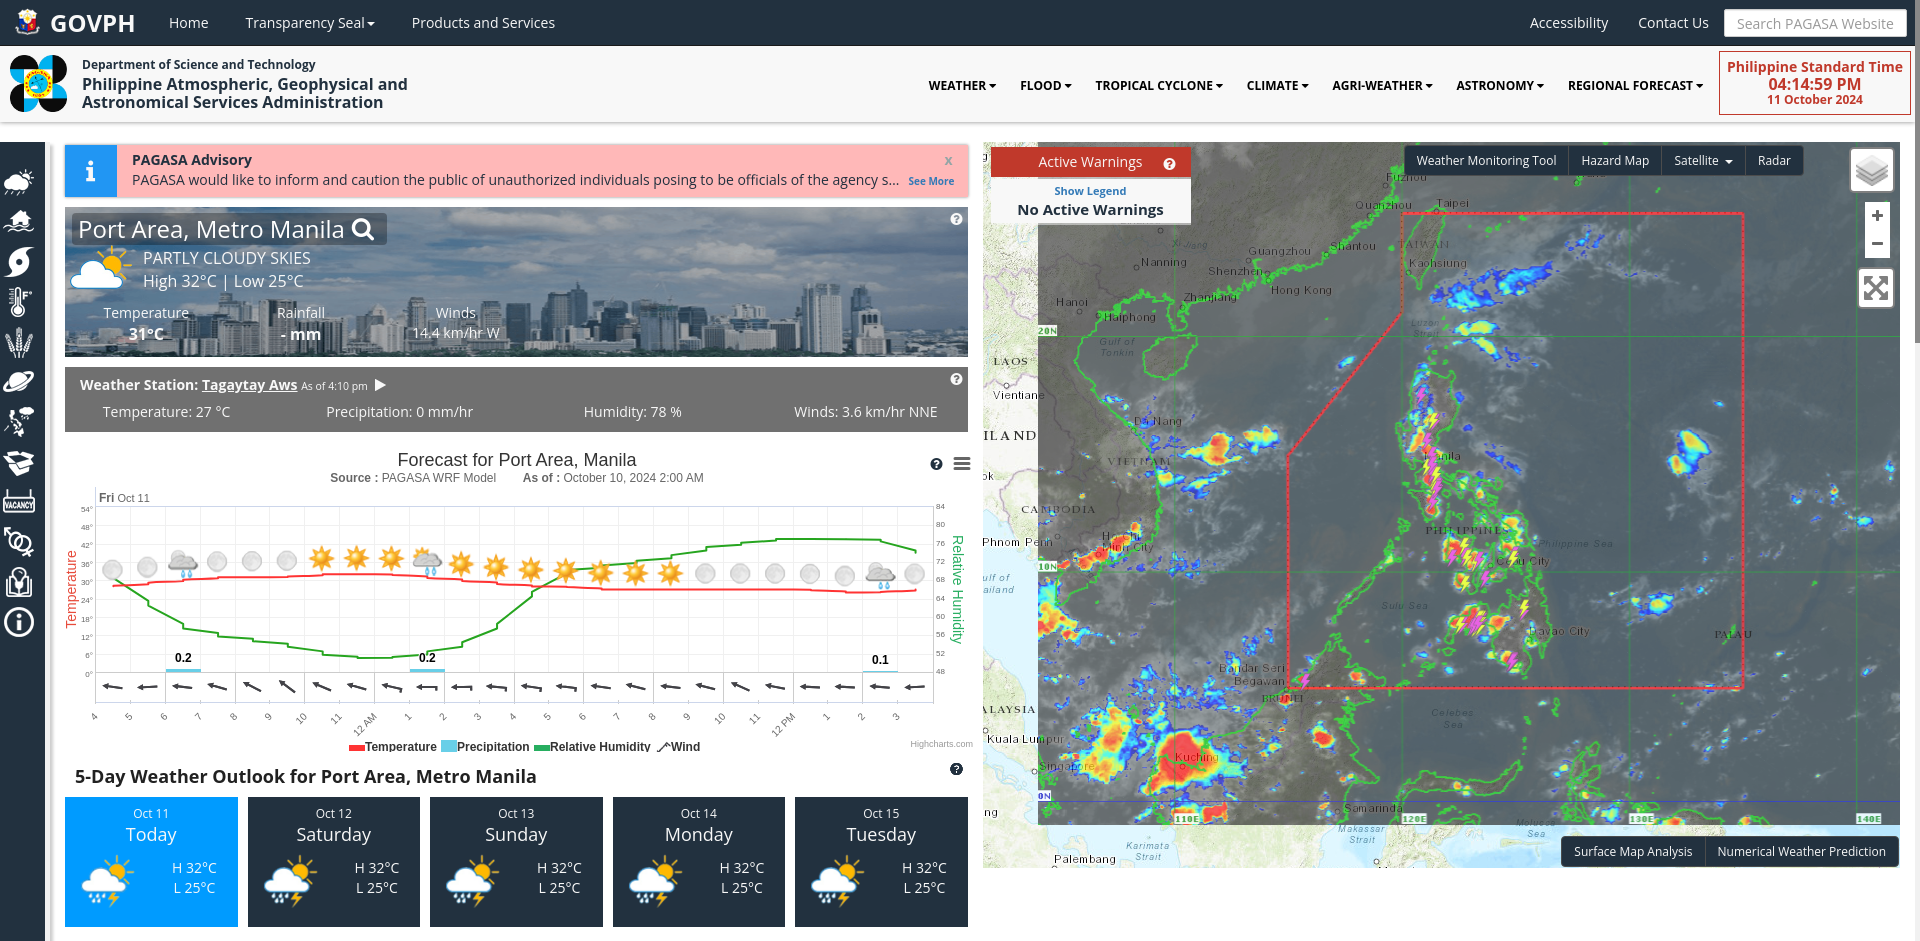 GOVPH
Home
Transparency Seal
Products and Services
Accessibility
Contact Us
Search PAGASA Website
Department of Science and Technology
Philippine Atmospheric, Geophysical and
Astronomical Services Administration
WEATHER
FLOOD
TROPICAL CYCLONE
CLIMATE
AGRI-WEATHER
ASTRONOMY
REGIONAL FORECAST
Philippine Standard Time
04:14:59 PM
11 October 2024
VACANCY
PAGASA Advisory
x
PAGASA would like to inform and caution the public of unauthorized individuals posing to be officials of the agency s...
See More
Port Area, Metro Manila
PARTLY CLOUDY SKIES
High 32°C | Low 25°C
Temperature
31°C
Rainfall
- mm
Winds
14.4 km/hr W
Weather Station: Tagaytay Aws As of 4:10 pm
Temperature: 27 °C
Precipitation: 0 mm/hr
Humidity: 78 %
Winds: 3.6 km/hr NNE
Forecast for Port Area, Manila
Source : PAGASA WRF Model
As of : October 10, 2024 2:00 AM
Fri Oct 11
Temperature
54°
48°
42°
36°
30°
24°
18°
12°
6°
0°
Relative Humidity
84
80
76
72
68
64
60
56
52
48
0.2
0.2
0.1
4
5
6
7
8
9
10
11
12 AM
1
2
3
4
5
6
7
8
9
10
11
12 PM
1
2
3
Temperature
Precipitation
Relative Humidity
Wind
Highcharts.com
5-Day Weather Outlook for Port Area, Metro Manila
Oct 11
Today
H 32°C
L 25°C
Oct 12
Saturday
H 32°C
L 25°C
Oct 13
Sunday
H 32°C
L 25°C
Oct 14
Monday
H 32°C
L 25°C
Oct 15
Tuesday
H 32°C
L 25°C
Active Warnings
Show Legend
No Active Warnings
Weather Monitoring Tool
Hazard Map
Satellite
Radar
+
−
Fuzhou
Quanzhou
Taipei
Jiang
Guangzhou
Shantou
TAIWAN
Nanning
Shenzhen
Kaohsiung
Hanoi
Zhanjiang
Hong Kong
Haiphong
20N
Luzon
Strait
Gulf of
Tonkin
LAOS
Vientiane
Da Nang
ILAND
VIETNAM
Manila
ok
CAMBODIA
PHILIPPINES
Phnom Penh
Ho Chi
Minh City
Philippine Sea
10N
Cebu City
ulf of
ailand
Sulu Sea
Davao City
PALAU
Bandar Seri
Begawan
BRUNEI
ALAYSIA
Celebes
Sea
Kuala Lumpur
Kuching
Singapore
0N
Samarinda
ng
110E
120E
130E
140E
Makassar
Strait
Molucca
Sea
Karimata
Strait
Palembang
Surface Map Analysis
Numerical Weather Prediction